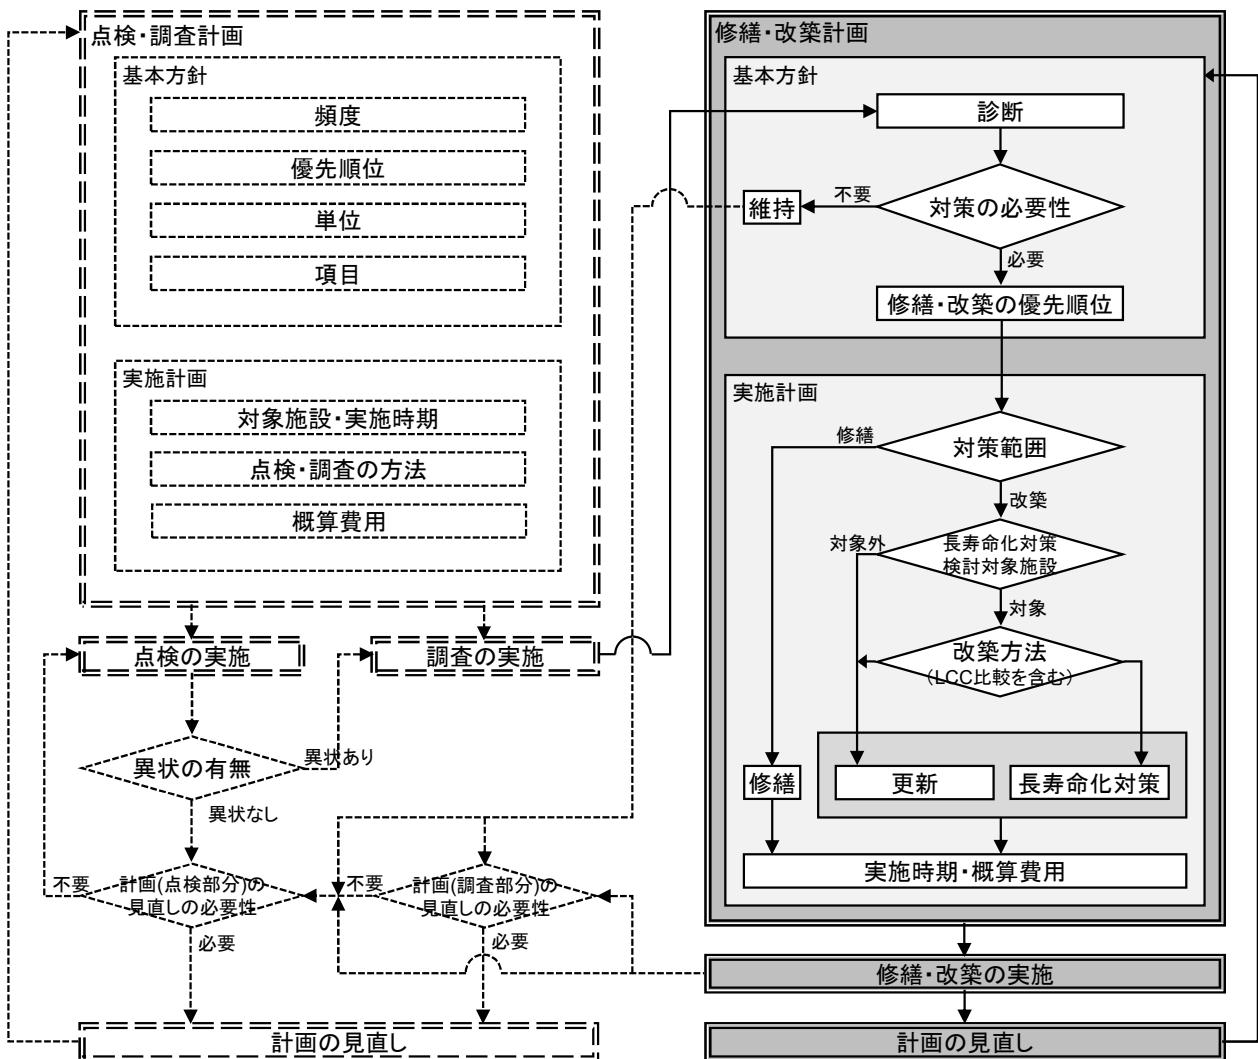 点検・調査計画
基本方針
頻度
優先順位
単位
項目
実施計画
対象施設・実施時期
点検・調査の方法
概算費用
点検の実施
調査の実施
異状の有無
異状あり
異状なし
不要
計画(点検部分)の
見直しの必要性
不要
計画(調査部分)の
見直しの必要性
必要
必要
計画の見直し
修繕・改築計画
基本方針
診断
対策の必要性
不要
維持
必要
修繕・改築の優先順位
実施計画
対策範囲
修繕
改築
長寿命化対策
検討対象施設
対象外
対象
改築方法
(LCC比較を含む)
修繕
更新
長寿命化対策
実施時期・概算費用
修繕・改築の実施
計画の見直し